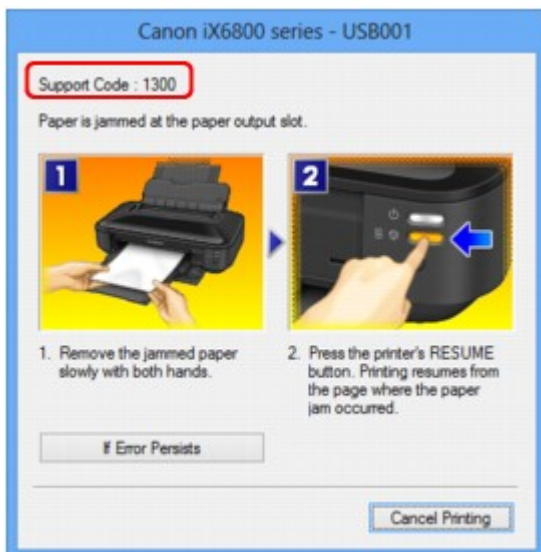 Canon iX6800 series - USB001
Support Code : 1300
Paper is jammed at the paper output slot.
1
2
1. Remove the jammed paper
slowly with both hands.
2. Press the printer's RESUME
button. Printing resumes from
the page where the paper
jam occurred.
If Error Persists
Cancel Printing